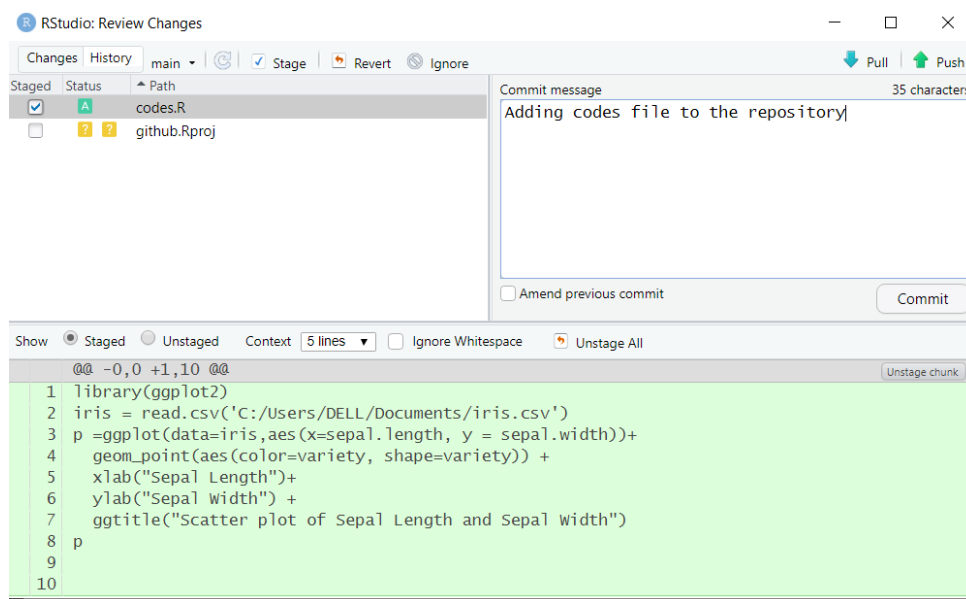 R RStudio: Review Changes
Changes History main Stage Revert Ignore Pull Push
Staged Status Path
A codes.R
? ? github.Rproj
Commit message 35 characters
Adding codes file to the repository
Amend previous commit
Commit
Show Staged Unstaged Context 5 lines Ignore Whitespace Unstage All
@@ -0,0 +1,10 @@ Unstage chunk
1 library(ggplot2)
2 iris = read.csv('C:/Users/DELL/Documents/iris.csv')
3 p =ggplot(data=iris,aes(x=sepal.length, y = sepal.width))+
4   geom_point(aes(color=variety, shape=variety)) +
5   xlab("Sepal Length")+
6   ylab("Sepal Width") +
7   ggtitle("Scatter plot of Sepal Length and Sepal Width")
8 p
9
10